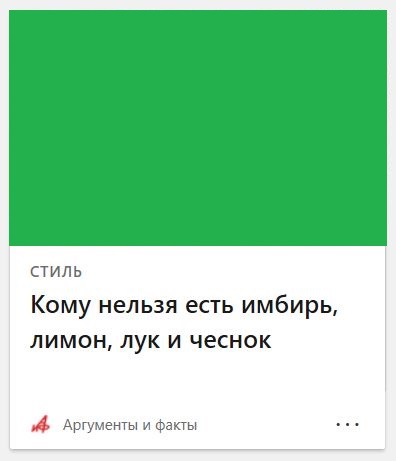 СТИЛЬ
Кому нельзя есть имбирь,
лимон, лук и чеснок
Аргументы и факты